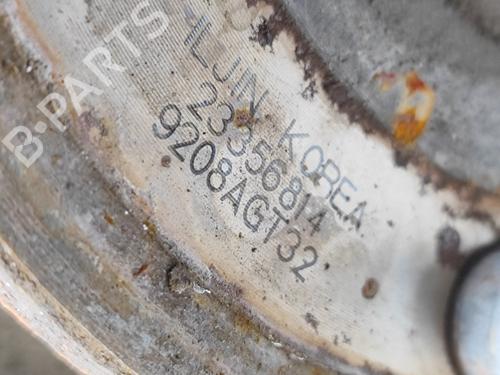 ILJIN KOREA
23356814
9208AGT32
B-PARTS